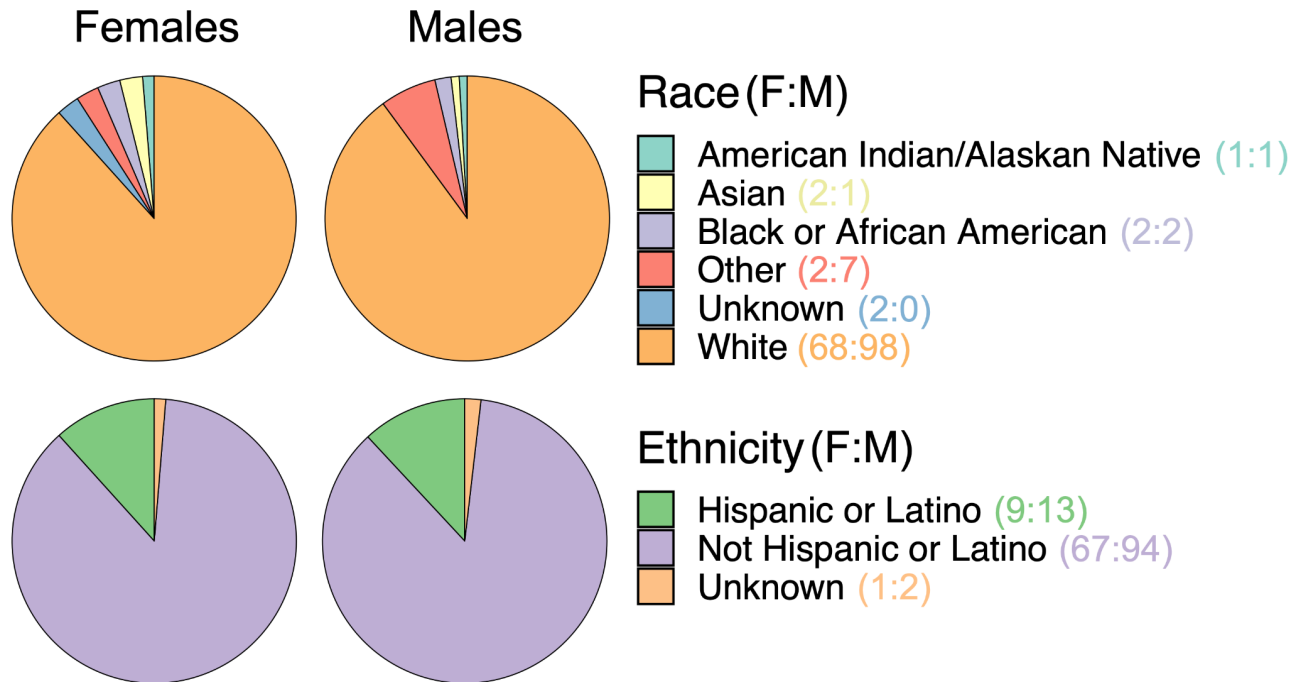 Females
Males
Race (F:M)
American Indian/Alaskan Native (1:1)
Asian (2:1)
Black or African American (2:2)
Other (2:7)
Unknown (2:0)
White (68:98)
Ethnicity (F:M)
Hispanic or Latino (9:13)
Not Hispanic or Latino (67:94)
Unknown (1:2)